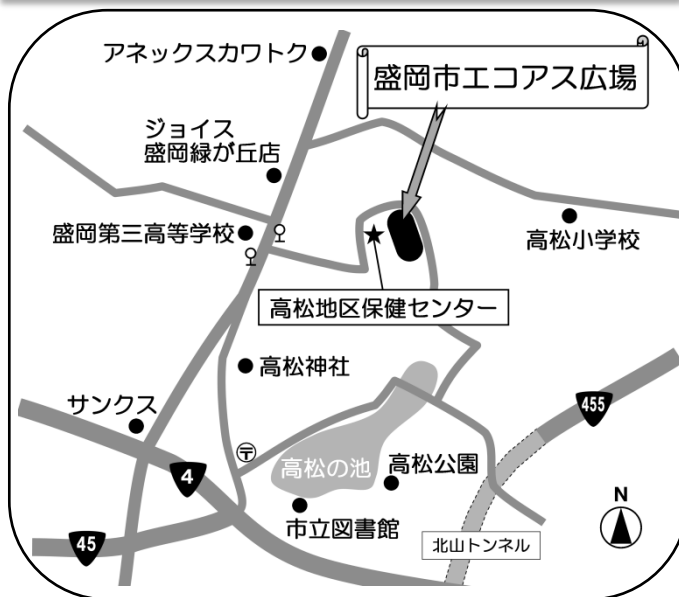 アネックスカワトク
盛岡市エコアス広場
ジョイス
盛岡緑が丘店
盛岡第三高等学校
高松小学校
高松地区保健センター
高松神社
サンクス
455
〒
高松の池
高松公園
4
N
市立図書館
45
北山トンネル